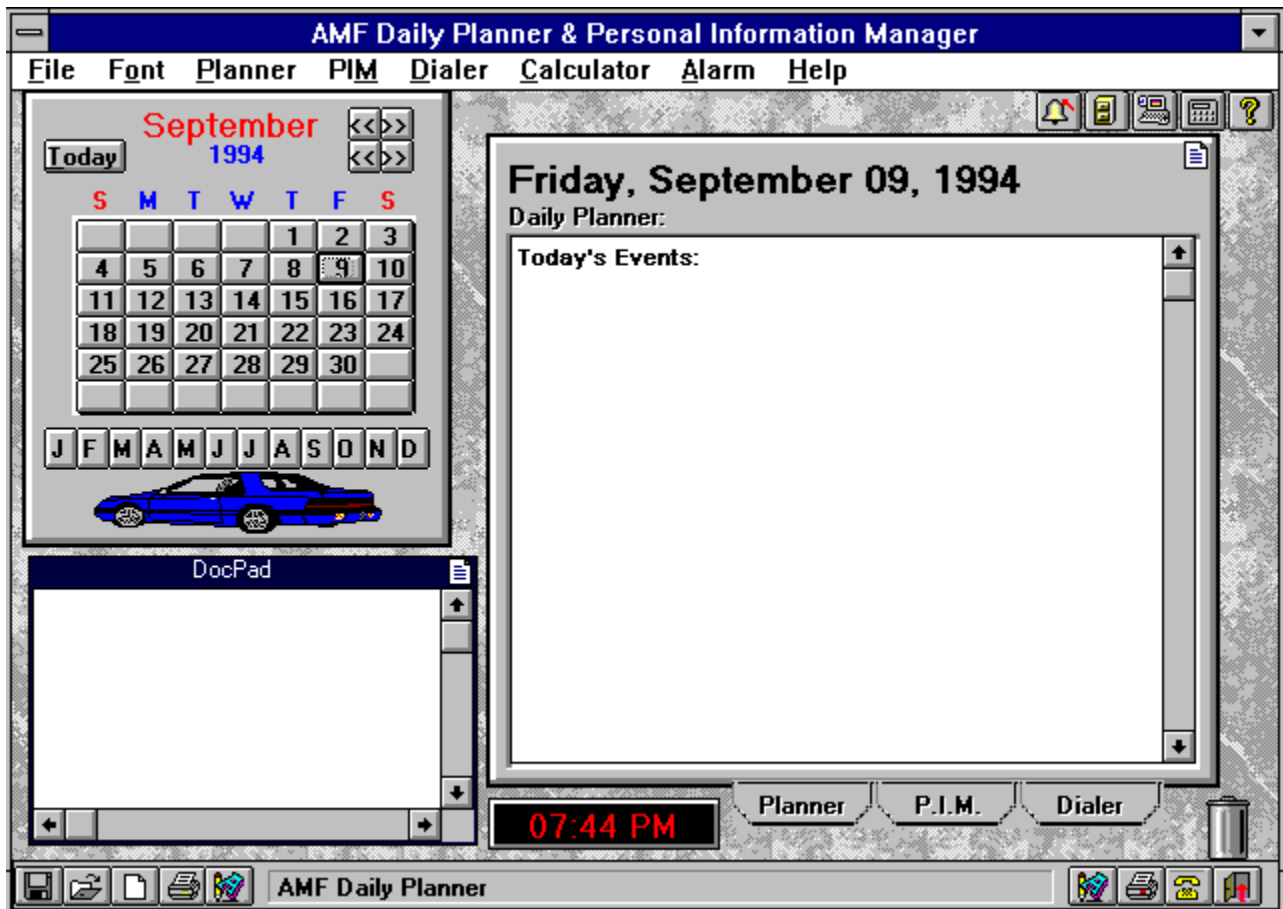 AMF Daily Planner & Personal Information Manager
File Font Planner PIM Dialer Calculator Alarm Help
September
<< >>
Today
1994
<< >>
S M T W T F S
1 2 3
4 5 6 7 8 9 10
11 12 13 14 15 16 17
18 19 20 21 22 23 24
25 26 27 28 29 30
J F M A M J J A S O N D
DocPad
?
Friday, September 09, 1994
Daily Planner:
Today's Events:
07:44 PM
Planner P.I.M. Dialer
AMF Daily Planner